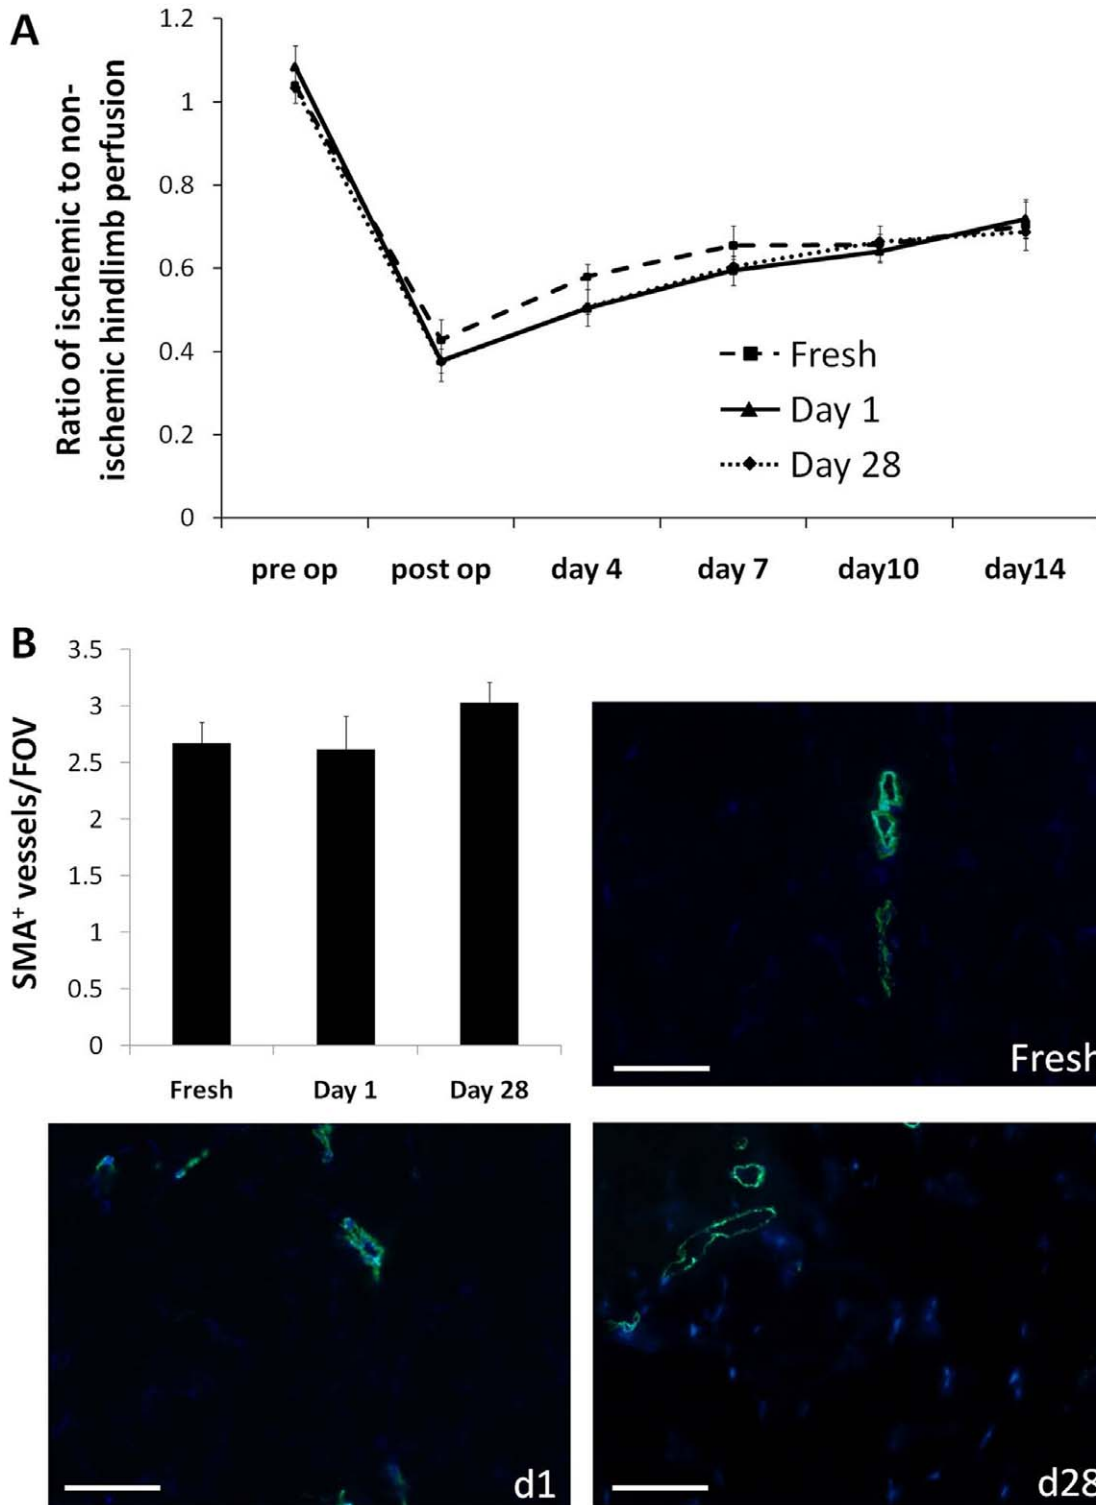 A
Ratio of ischemic to non-
ischemic hindlimb perfusion
1.2
1
0.8
0.6
0.4
0.2
0
Fresh
Day 1
Day 28
pre op
post op
day 4
day 7
day10
day14
B
SMA⁺ vessels/FOV
3.5
3
2.5
2
1.5
1
0.5
0
Fresh
Day 1
Day 28
Fresh
d1
d28